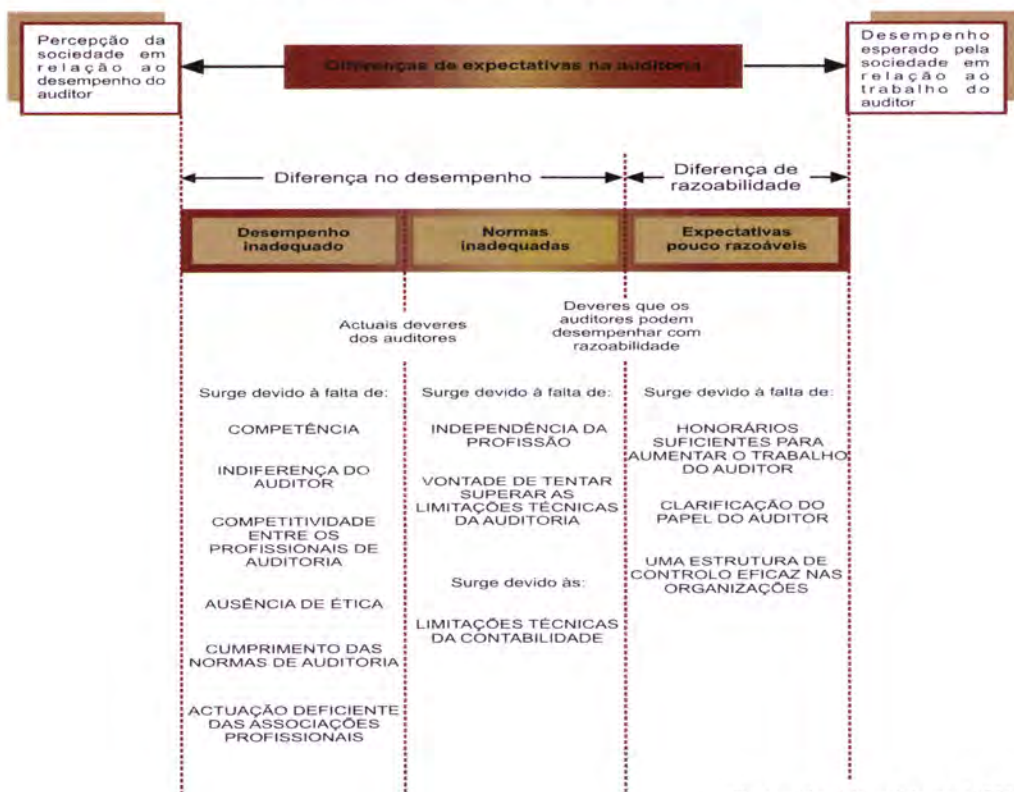 Percepção da
sociedade em
relação ao
desempenho do
auditor
Diferenças de expectativas na auditoria
Desempenho
esperado pela
sociedade em
relação ao
trabalho do
auditor
Diferença no desempenho
Diferença de
razoabilidade
Desempenho
inadequado
Normas
inadequadas
Expectativas
pouco razoáveis
Actuais deveres
dos auditores
Deveres que os
auditores podem
desempenhar com
razoabilidade
Surge devido à falta de:
COMPETÊNCIA
INDIFERENÇA DO
AUDITOR
COMPETITIVIDADE
ENTRE OS
PROFISSIONAIS DE
AUDITORIA
AUSÊNCIA DE ÉTICA
CUMPRIMENTO DAS
NORMAS DE AUDITORIA
ACTUAÇÃO DEFICIENTE
DAS ASSOCIAÇÕES
PROFISSIONAIS
Surge devido à falta de:
INDEPENDÊNCIA DA
PROFISSÃO
VONTADE DE TENTAR
SUPERAR AS
LIMITAÇÕES TÉCNICAS
DA AUDITORIA
Surge devido às:
LIMITAÇÕES TÉCNICAS
DA CONTABILIDADE
Surge devido à falta de:
HONORÁRIOS
SUFICIENTES PARA
AUMENTAR O TRABALHO
DO AUDITOR
CLARIFICAÇÃO DO
PAPEL DO AUDITOR
UMA ESTRUTURA DE
CONTROLO EFICAZ NAS
ORGANIZAÇÕES